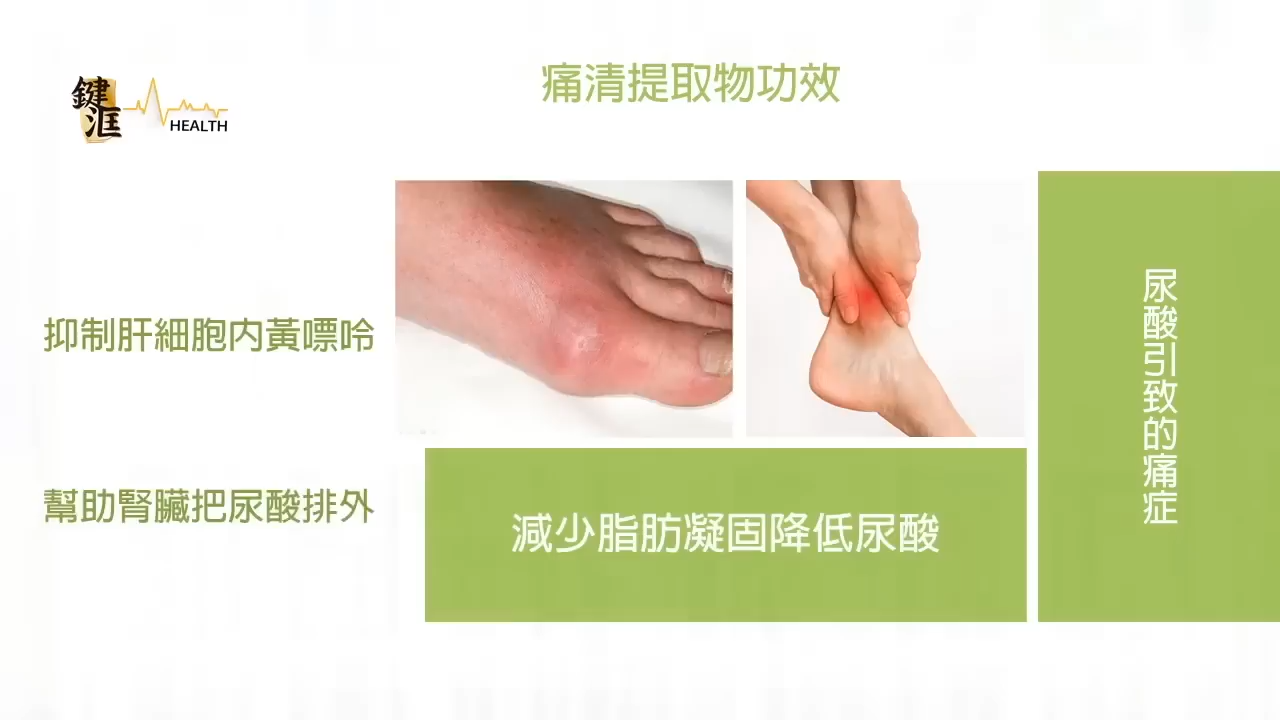 痛清提取物功效
鍵洭
HEALTH
抑制肝細胞内黃嘌呤
幫助腎臟把尿酸排外
減少脂肪凝固降低尿酸
尿酸引致的痛症